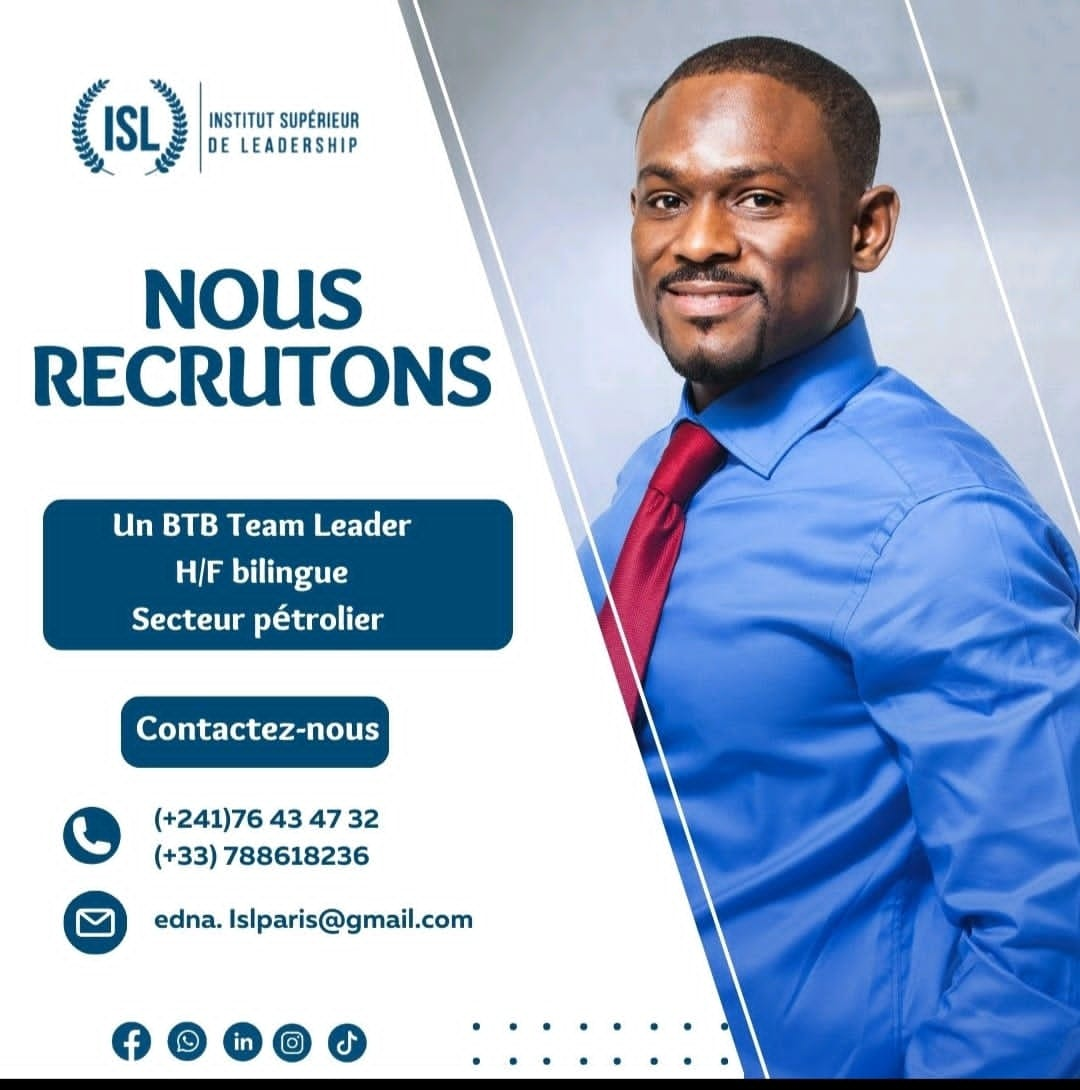 ISL
INSTITUT SUPÉRIEUR
DE LEADERSHIP
NOUS
RECRUTONS
Un BTB Team Leader
H/F bilingue
Secteur pétrolier
Contactez-nous
(+241)76 43 47 32
(+33) 788618236
edna. Islparis@gmail.com